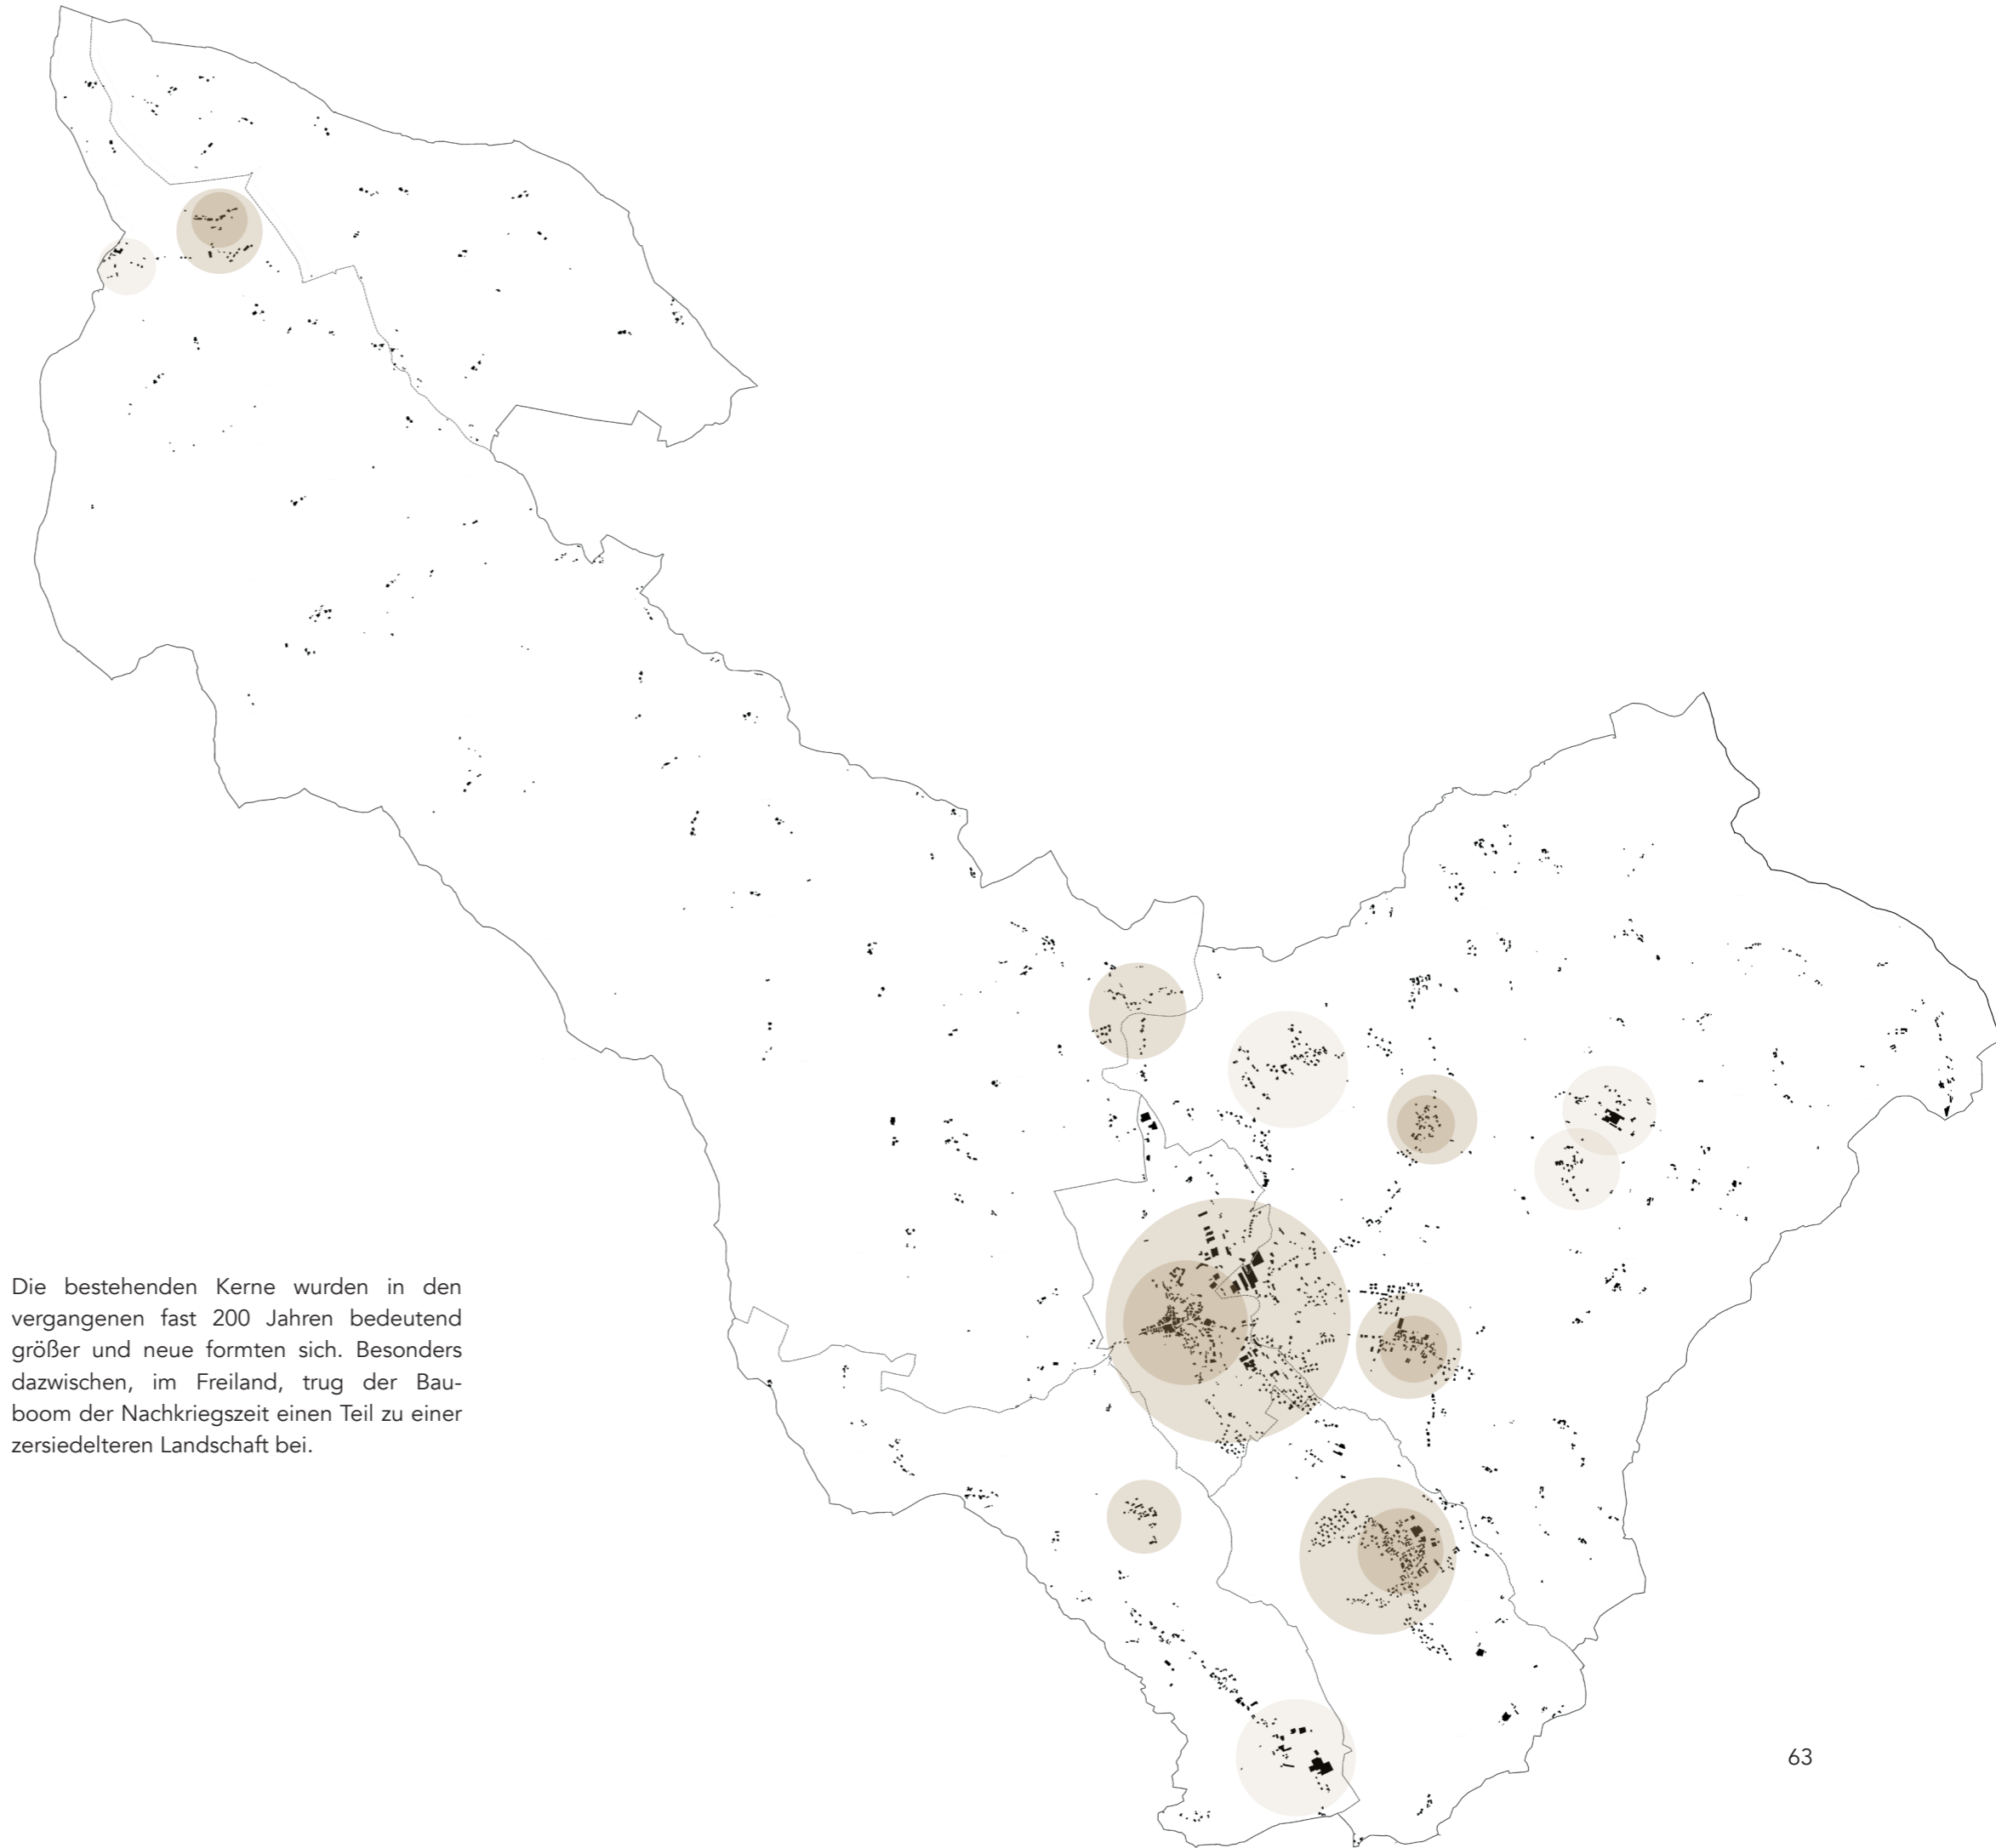 Die bestehenden Kerne wurden in den
vergangenen fast 200 Jahren bedeutend
größer und neue formten sich. Besonders
dazwischen, im Freiland, trug der Bau-
boom der Nachkriegszeit einen Teil zu einer
zersiedelteren Landschaft bei.
63